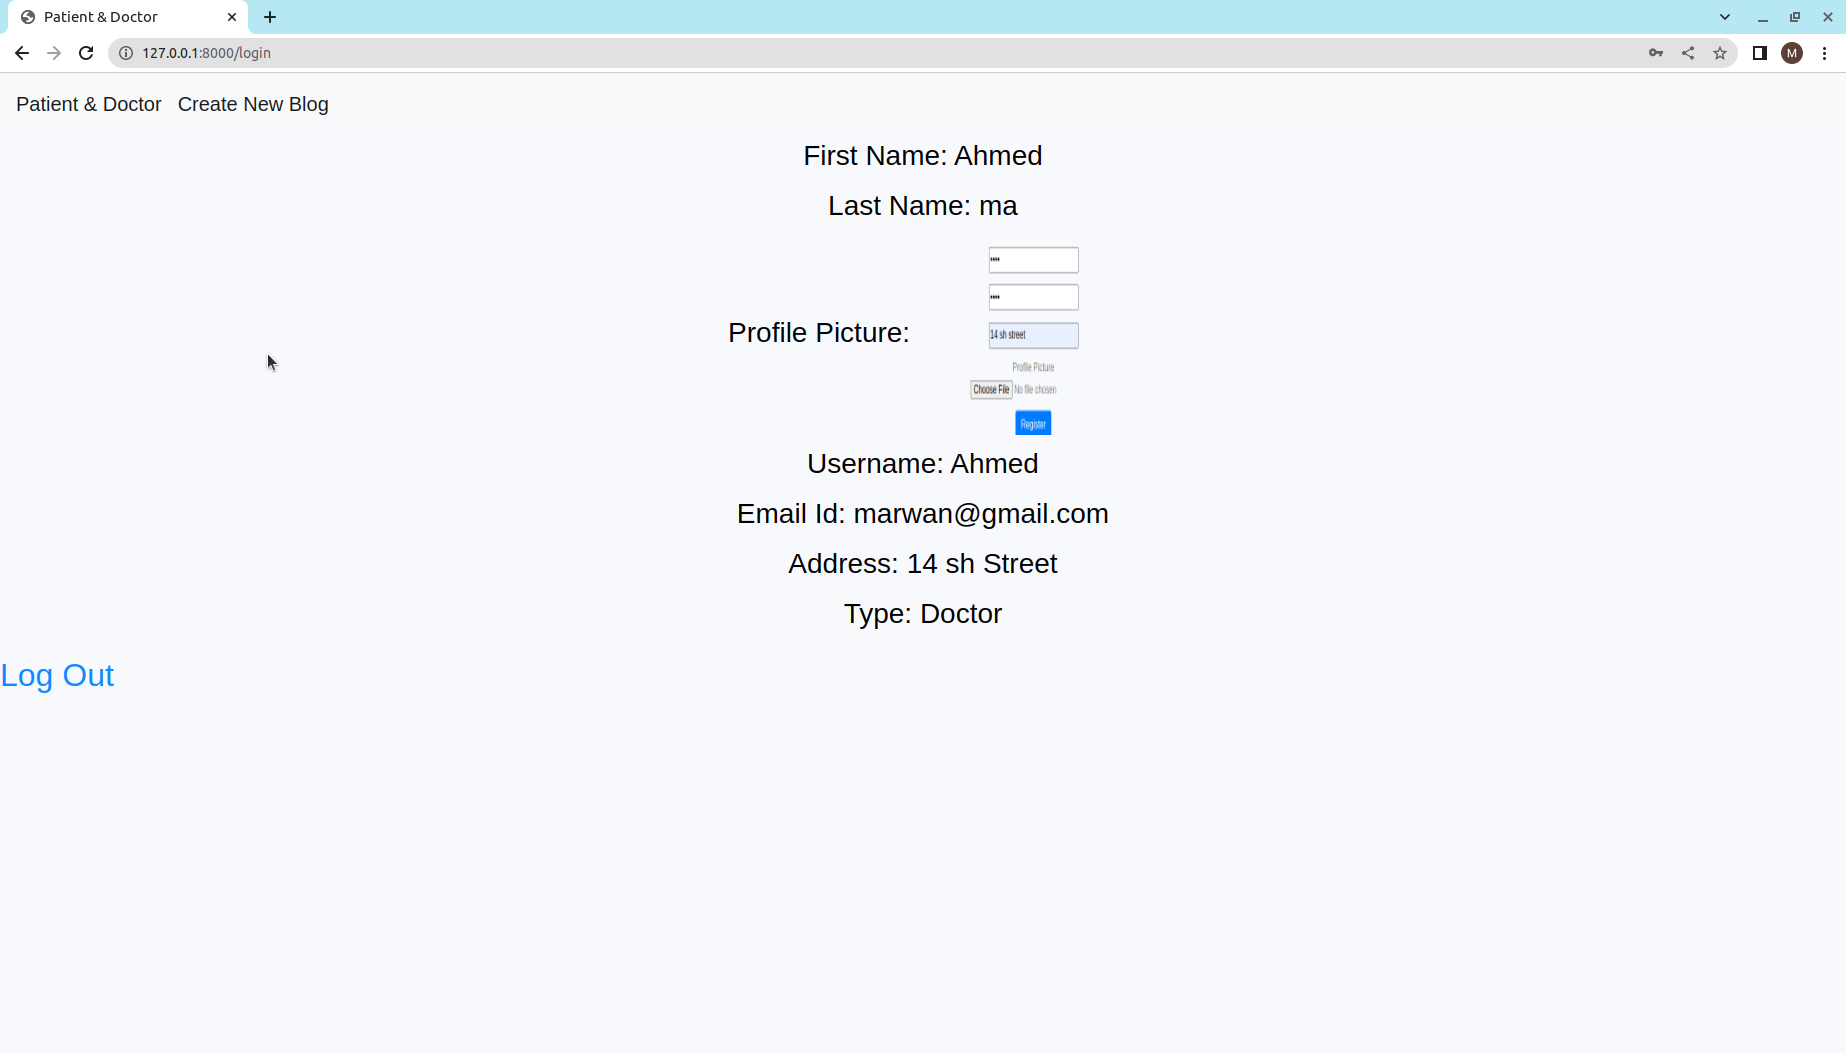 Patient & Doctor
127.0.0.1:8000/login
M
Patient & Doctor Create New Blog
First Name: Ahmed
Last Name: ma
••••
••••
Profile Picture:
14 sh street
Profile Picture
Choose File No file chosen
Register
Username: Ahmed
Email Id: marwan@gmail.com
Address: 14 sh Street
Type: Doctor
Log Out